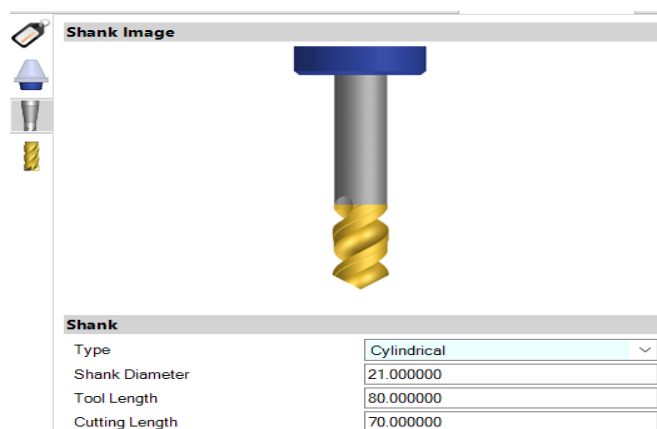 Shank Image
Shank
Type Cylindrical
Shank Diameter 21.000000
Tool Length 80.000000
Cutting Length 70.000000